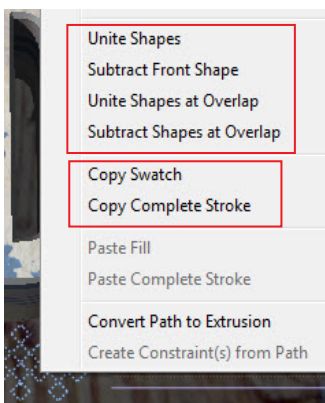 Unite Shapes
Subtract Front Shape
Unite Shapes at Overlap
Subtract Shapes at Overlap
Copy Swatch
Copy Complete Stroke
Paste Fill
Paste Complete Stroke
Convert Path to Extrusion
Create Constraint(s) from Path